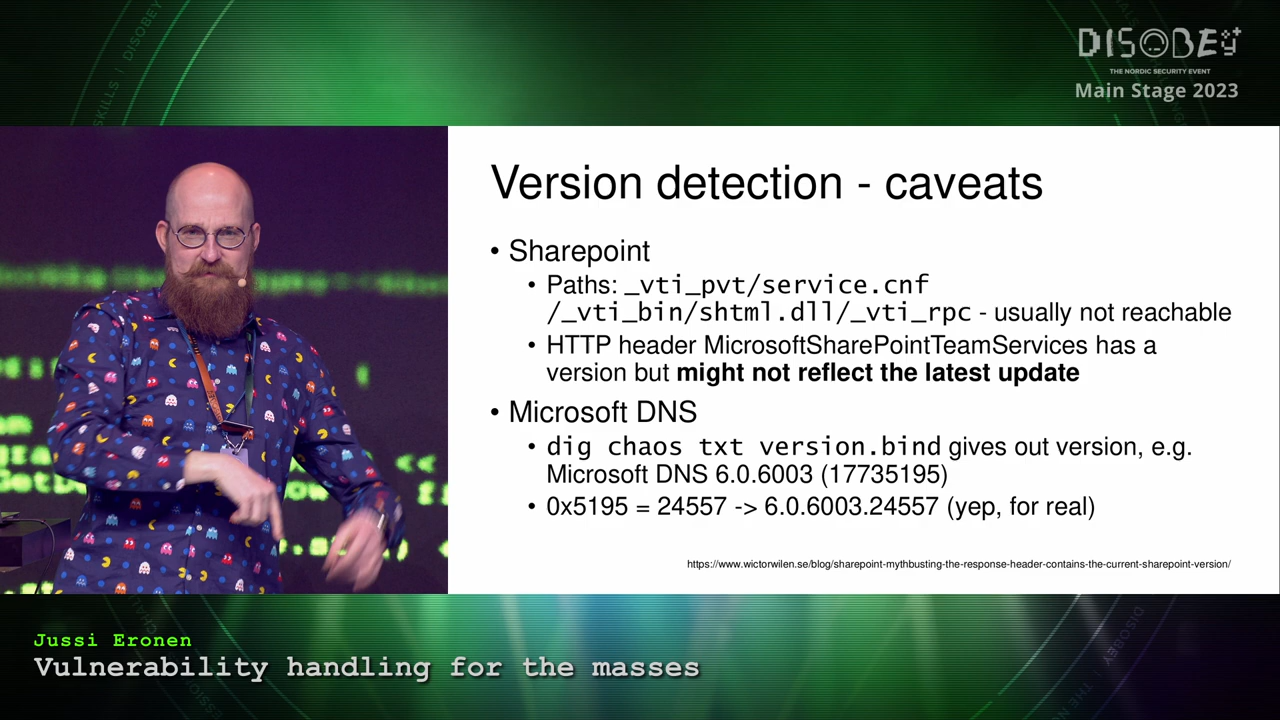 DISOBEY
THE NORDIC SECURITY EVENT
Main Stage 2023
Version detection - caveats
• Sharepoint
• Paths: _vti_pvt/service.cnf
/_vti_bin/shtml.dll/_vti_rpc - usually not reachable
• HTTP header MicrosoftSharePointTeamServices has a
version but might not reflect the latest update
• Microsoft DNS
• dig chaos txt version.bind gives out version, e.g.
Microsoft DNS 6.0.6003 (17735195)
• 0x5195 = 24557 -> 6.0.6003.24557 (yep, for real)
https://www.wictorwilen.se/blog/sharepoint-mythbusting-the-response-header-contains-the-current-sharepoint-version/
Jussi Eronen
Vulnerability handling for the masses